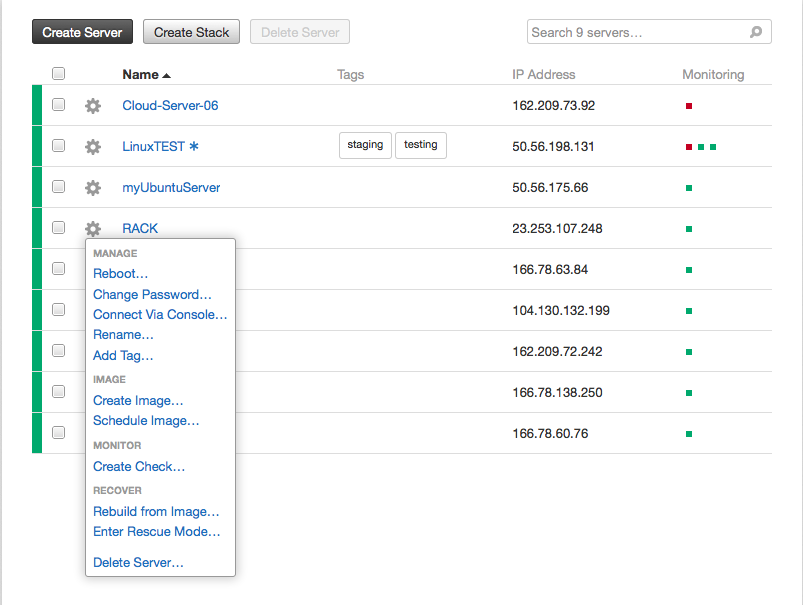 Create Server Create Stack Delete Server Search 9 servers…
Name Tags IP Address Monitoring
Cloud-Server-06 162.209.73.92
LinuxTEST * staging testing 50.56.198.131
myUbuntuServer 50.56.175.66
RACK 23.253.107.248
MANAGE
Reboot… 166.78.63.84
Change Password…
Connect Via Console… 104.130.132.199
Rename…
Add Tag… 162.209.72.242
IMAGE
Create Image… 166.78.138.250
Schedule Image…
166.78.60.76
MONITOR
Create Check…
RECOVER
Rebuild from Image…
Enter Rescue Mode…
Delete Server…